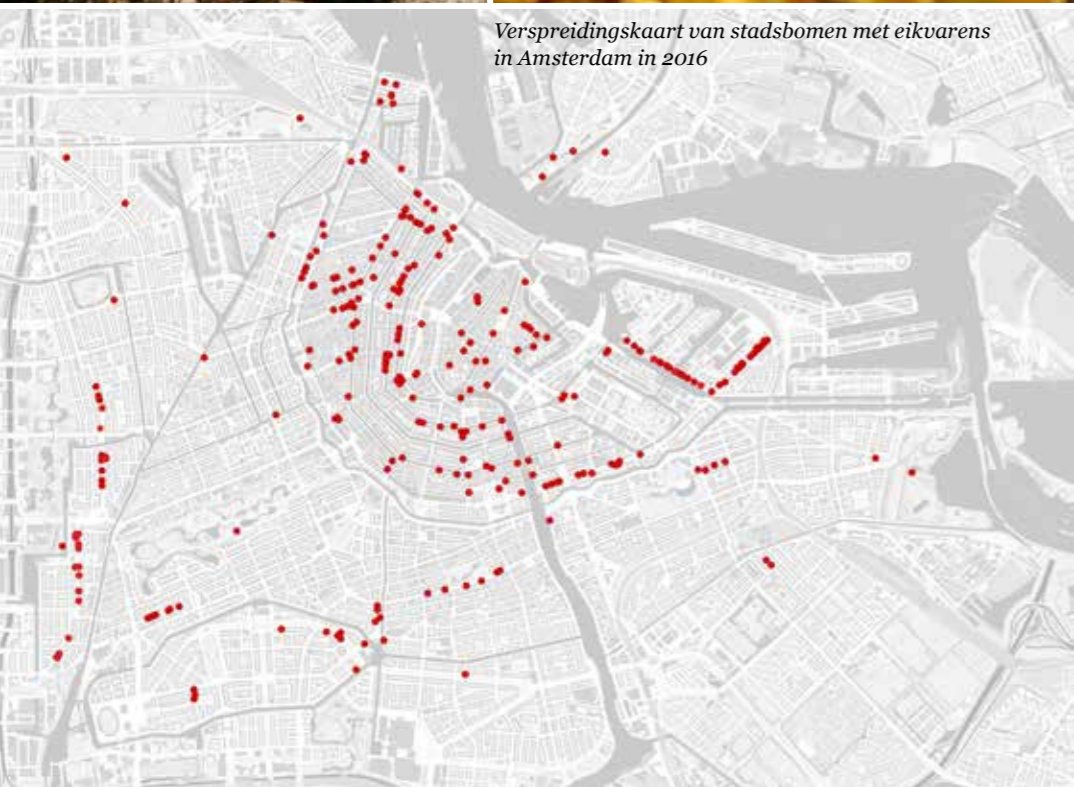 Verspreidingskaart van stadsbomen met eikvarens
in Amsterdam in 2016